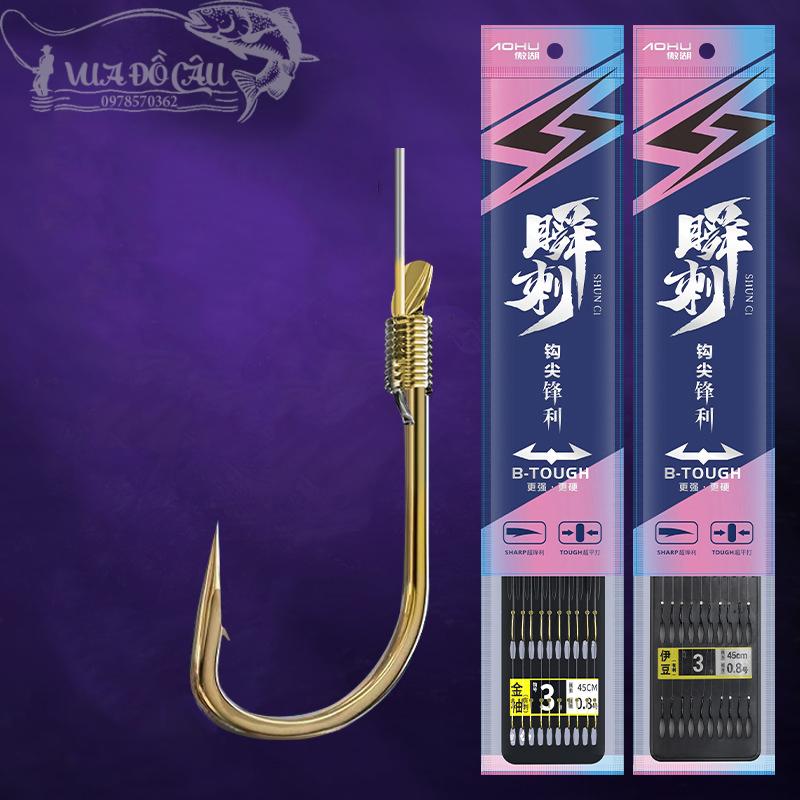 VUA ĐỒ CÂU
0978570362
AOHU
傲湖
瞬刺
SHUN CI
钩尖锋利
B-TOUGH
更强·更硬
SHARP超锋利
TOUGH超平打
金袖
3
45CM
0.8号
AOHU
傲湖
瞬刺
SHUN CI
钩尖锋利
B-TOUGH
更强·更硬
SHARP超锋利
TOUGH超平打
伊豆
3
45cm
0.8号